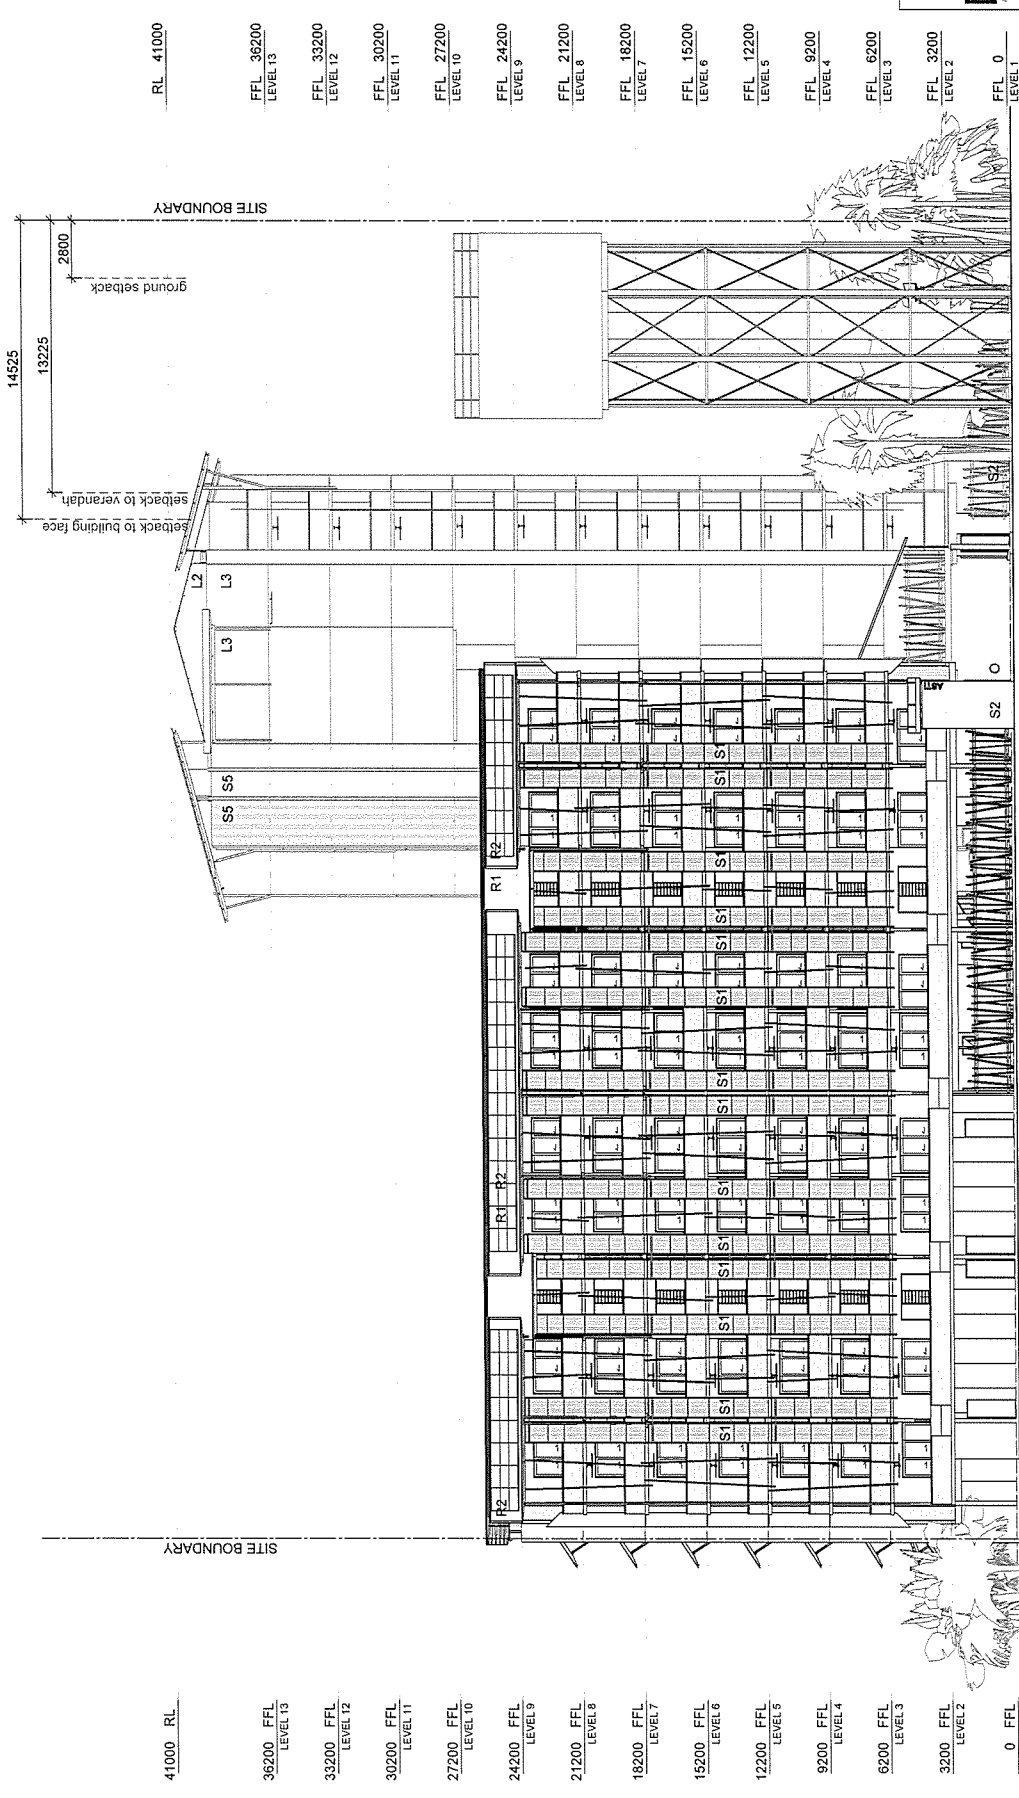 41000 RL
36200 FFL
LEVEL 13
33200 FFL
LEVEL 12
30200 FFL
LEVEL 11
27200 FFL
LEVEL 10
24200 FFL
LEVEL 9
21200 FFL
LEVEL 8
18200 FFL
LEVEL 7
15200 FFL
LEVEL 6
12200 FFL
LEVEL 5
9200 FFL
LEVEL 4
6200 FFL
LEVEL 3
3200 FFL
LEVEL 2
0 FFL
SITE BOUNDARY
R2
R1 R2
R1
R2
S1
S1
S1
S1
S1
S1
S1
S1
S1
S1
S1
S1
S1
S5
S5
L3
L3
L2
S2
O
S2
setback to building face
setback to verandah
14525
13225
2800
ground setback
SITE BOUNDARY
RL 41000
FFL 36200
LEVEL 13
FFL 33200
LEVEL 12
FFL 30200
LEVEL 11
FFL 27200
LEVEL 10
FFL 24200
LEVEL 9
FFL 21200
LEVEL 8
FFL 18200
LEVEL 7
FFL 15200
LEVEL 6
FFL 12200
LEVEL 5
FFL 9200
LEVEL 4
FFL 6200
LEVEL 3
FFL 3200
LEVEL 2
FFL 0
LEVEL 1